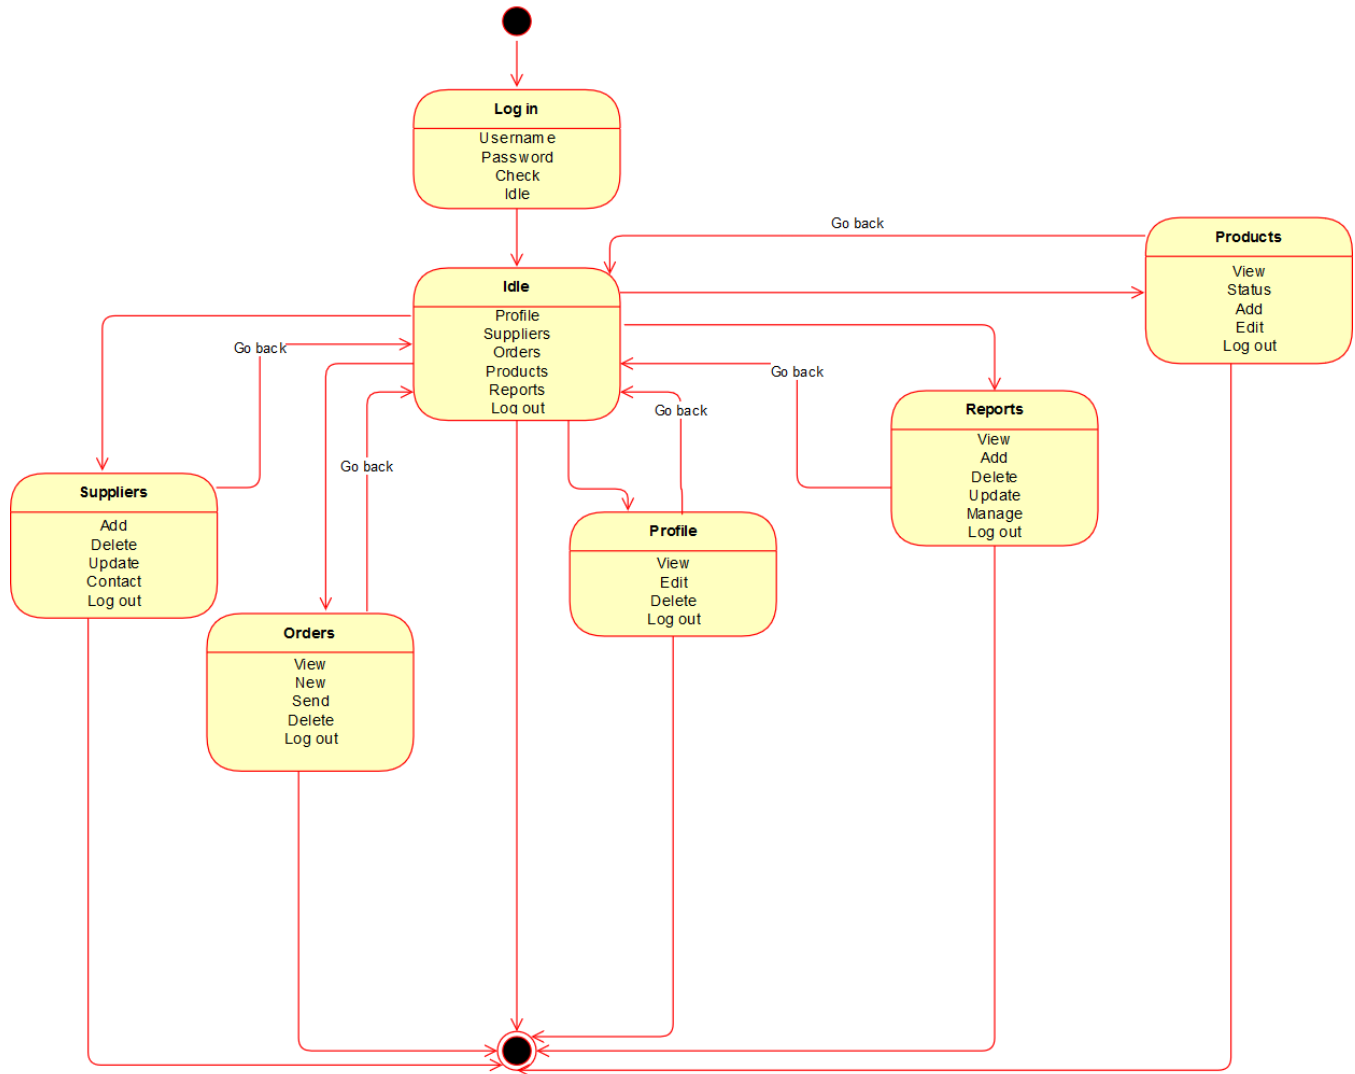 Log in
Username
Password
Check
Idle
Go back
Products
View
Status
Add
Edit
Log out
Idle
Profile
Suppliers
Orders
Products
Reports
Log out
Go back
Go back
Go back
Go back
Reports
View
Add
Delete
Update
Manage
Log out
Suppliers
Add
Delete
Update
Contact
Log out
Profile
View
Edit
Delete
Log out
Orders
View
New
Send
Delete
Log out